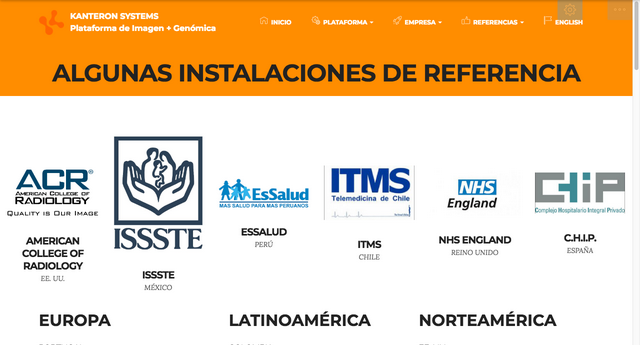 KANTERON SYSTEMS
Plataforma de Imagen + Genómica
INICIO
PLATAFORMA
EMPRESA
REFERENCIAS
ENGLISH
ALGUNAS INSTALACIONES DE REFERENCIA
ACR®
AMERICAN COLLEGE OF
RADIOLOGY
QUALITY IS OUR IMAGE
AMERICAN
COLLEGE OF
RADIOLOGY
EE. UU.
ISSSTE
ISSSTE
MÉXICO
EsSalud
MAS SALUD PARA MAS PERUANOS
ESSALUD
PERÚ
ITMS
Telemedicina de Chile
ITMS
CHILE
NHS
England
NHS ENGLAND
REINO UNIDO
CHIP
Complejo Hospitalario Integral Privado
C.H.I.P.
ESPAÑA
EUROPA
LATINOAMÉRICA
NORTEAMÉRICA